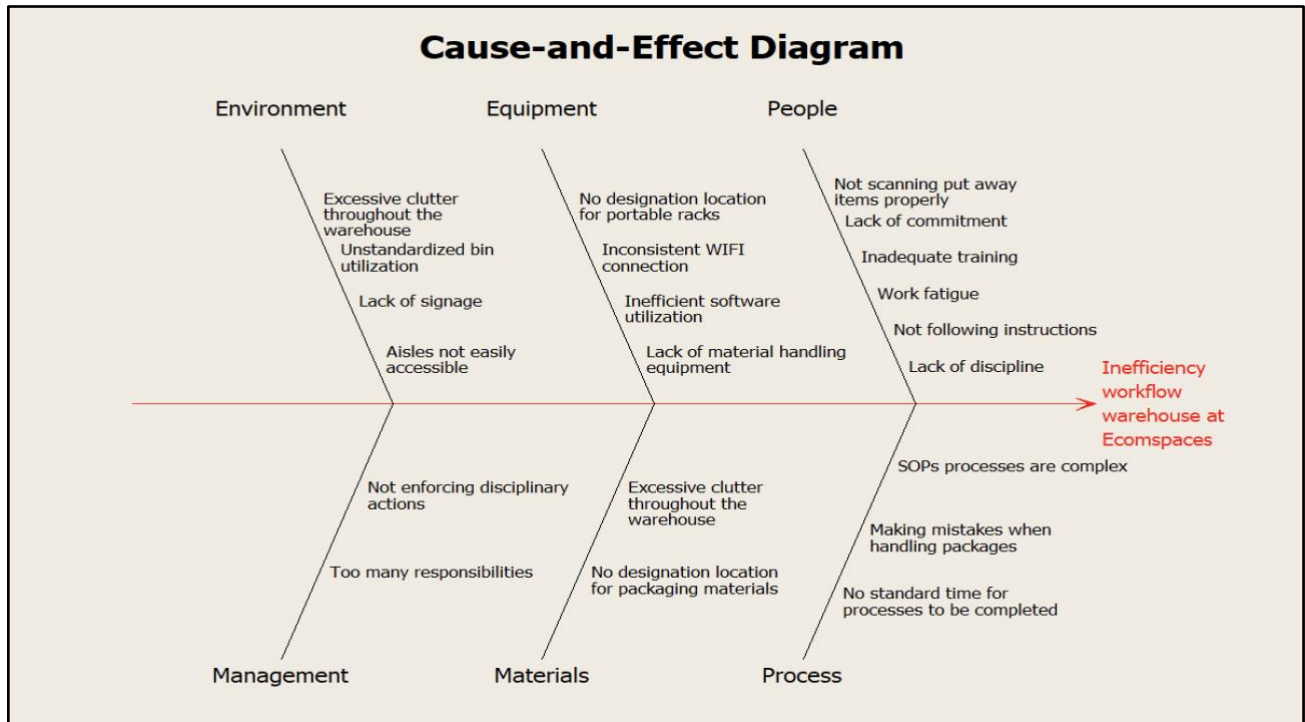 Cause-and-Effect Diagram
Environment
Equipment
People
Excessive clutter
throughout the
warehouse
Unstandardized bin
utilization
Lack of signage
Aisles not easily
accessible
No designation location
for portable racks
Inconsistent WIFI
connection
Inefficient software
utilization
Lack of material handling
equipment
Not scanning put away
items properly
Lack of commitment
Inadequate training
Work fatigue
Not following instructions
Lack of discipline
Inefficiency
workflow
warehouse at
Ecomspaces
Not enforcing disciplinary
actions
Too many responsibilities
Excessive clutter
throughout the
warehouse
No designation location
for packaging materials
SOPs processes are complex
Making mistakes when
handling packages
No standard time for
processes to be completed
Management
Materials
Process